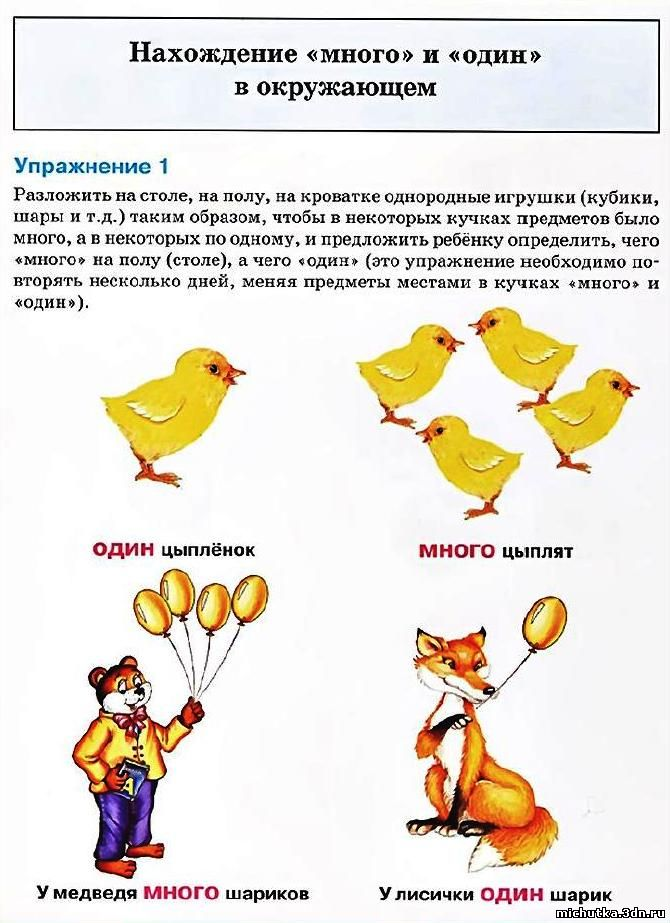 Нахождение «много» и «один»
в окружающем
Упражнение 1
Разложить на столе, на полу, на кроватке однородные игрушки (кубики,
шары и т.д.) таким образом, чтобы в некоторых кучках предметов было
много, а в некоторых по одному, и предложить ребёнку определить, чего
«много» на полу (столе), а чего «один» (это упражнение необходимо по-
вторять несколько дней, меняя предметы местами в кучках «много» и
«один»).
ОДИН цыплёнок
МНОГО цыплят
А
У медведя МНОГО шариков
У лисички ОДИН шарик
michutka.3dn.ru